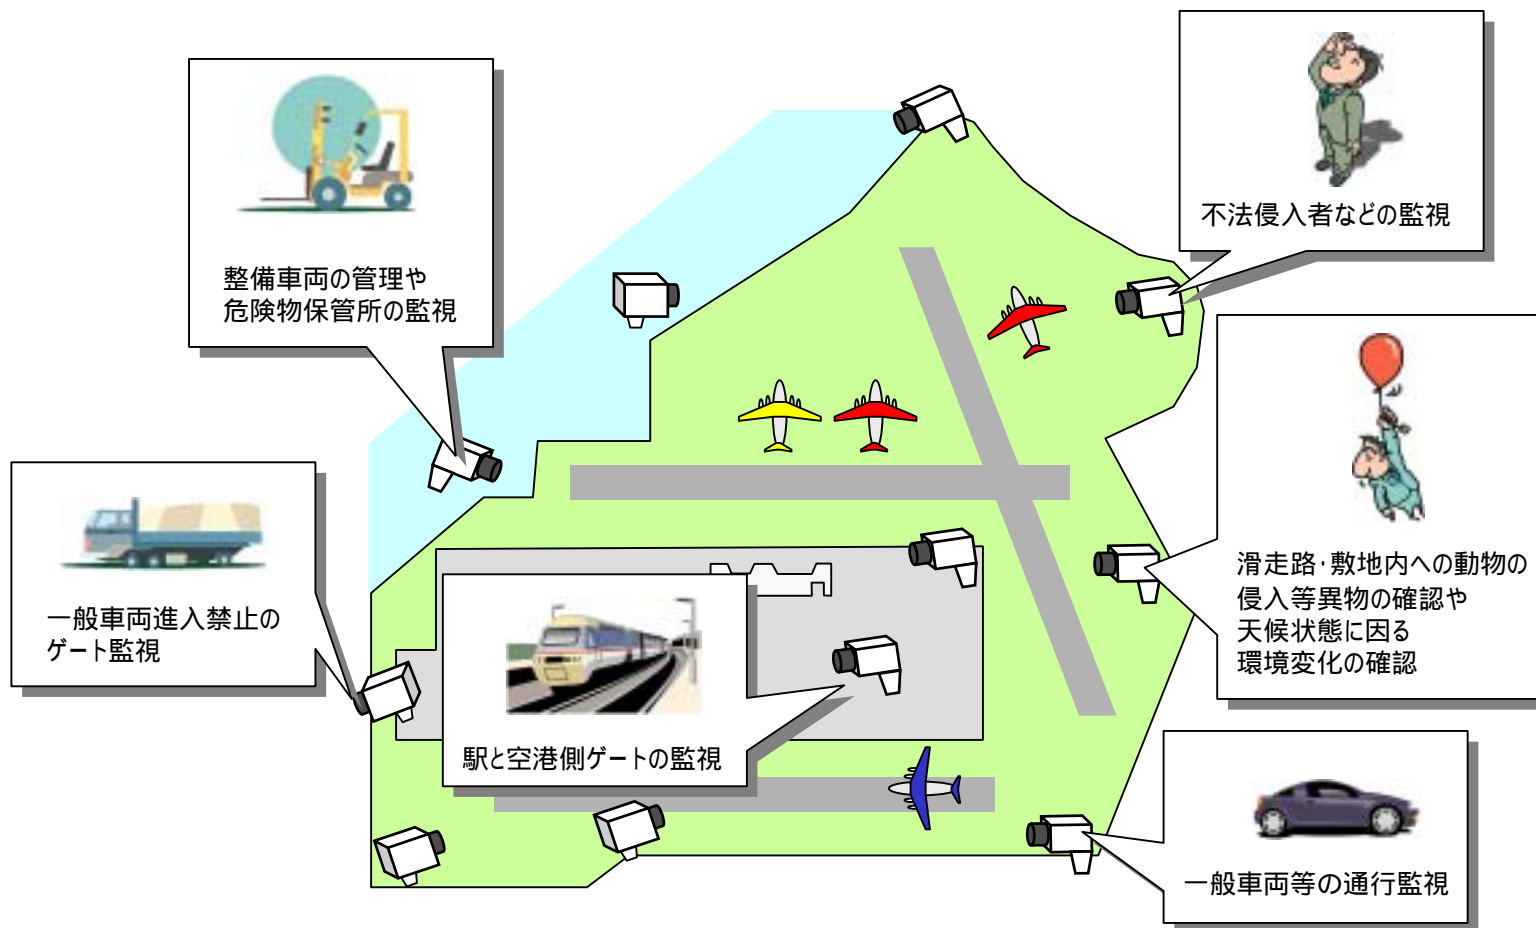 整備車両の管理や
危険物保管所の監視
不法侵入者などの監視
一般車両進入禁止の
ゲート監視
滑走路・敷地内への動物の
侵入等異物の確認や
天候状態に因る
環境変化の確認
駅と空港側ゲートの監視
一般車両等の通行監視